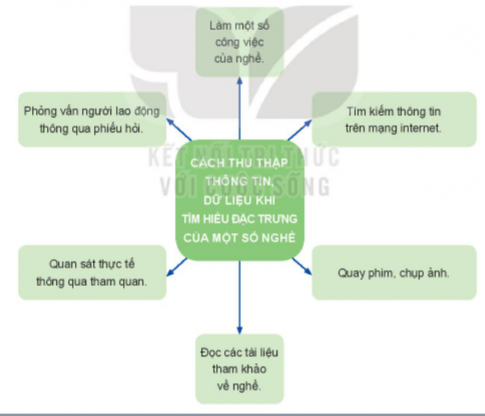 Làm một số
công việc
của nghề.
Phỏng vấn người lao động
thông qua phiếu hỏi.
Tìm kiếm thông tin
trên mạng internet.
KẾT NỐI TRI THỨC
VỚI CUỘC SỐNG
CÁCH THU THẬP
THÔNG TIN,
DỮ LIỆU KHI
TÌM HIỂU ĐẶC TRƯNG
CỦA MỘT SỐ NGHỀ
Quan sát thực tế
thông qua tham quan.
Quay phim, chụp ảnh.
Đọc các tài liệu
tham khảo
về nghề.